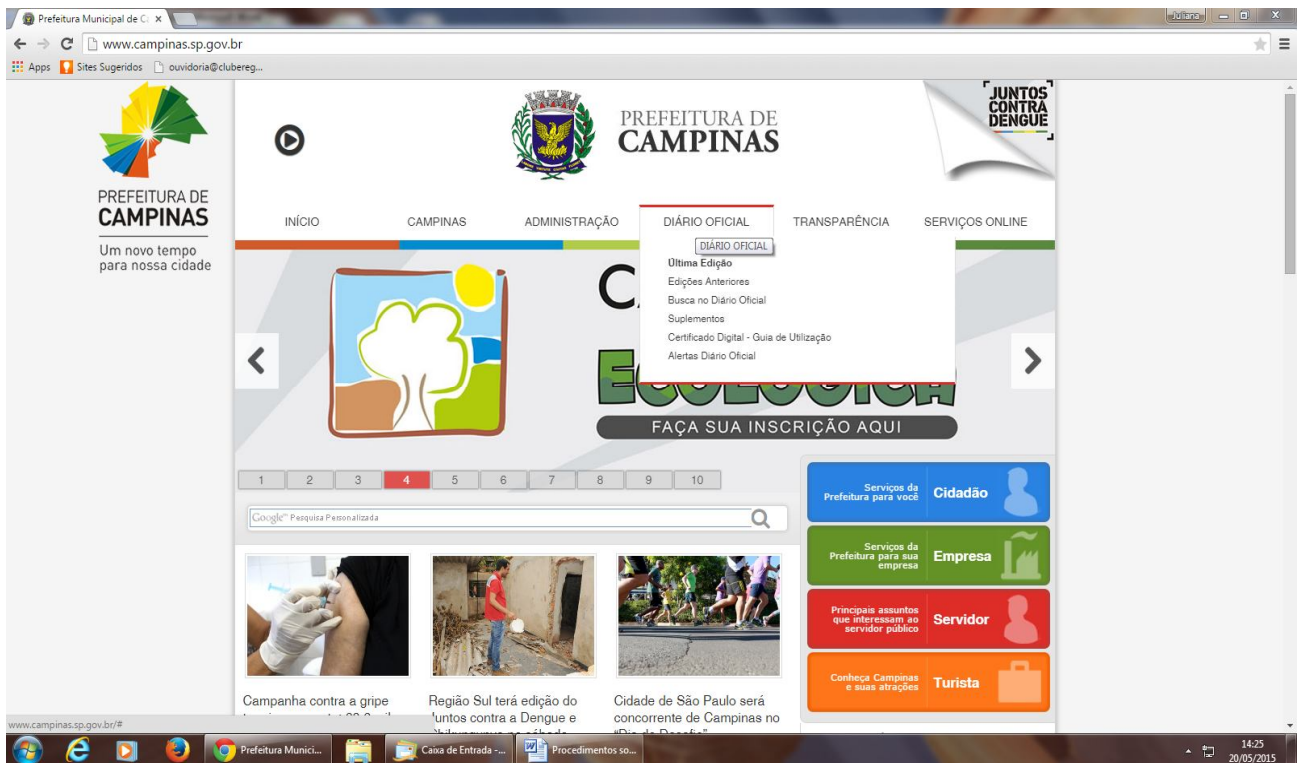 Prefeitura Municipal de C
Juliana
www.campinas.sp.gov.br
Apps
Sites Sugeridos
ouvidoria@clubereg...
PREFEITURA DE
CAMPINAS
Um novo tempo
para nossa cidade
PREFEITURA DE
CAMPINAS
JUNTOS
CONTRA
DENGUE
INÍCIO
CAMPINAS
ADMINISTRAÇÃO
DIÁRIO OFICIAL
TRANSPARÊNCIA
SERVIÇOS ONLINE
DIÁRIO OFICIAL
Última Edição
Edições Anteriores
Busca no Diário Oficial
Suplementos
Certificado Digital - Guia de Utilização
Alertas Diário Oficial
ECOLÓGICA
FAÇA SUA INSCRIÇÃO AQUI
1 2 3 4 5 6 7 8 9 10
Google™ Pesquisa Personalizada
Serviços da
Prefeitura para você
Cidadão
Serviços da
Prefeitura para sua
empresa
Empresa
Principais assuntos
que interessam ao
servidor público
Servidor
Conheça Campinas
e suas atrações
Turista
Campanha contra a gripe
Região Sul terá edição do
Juntos contra a Dengue e
Cidade de São Paulo será
concorrente de Campinas no
"Dia do Desafio"
www.campinas.sp.gov.br/#
Prefeitura Munici...
Caixa de Entrada -...
Procedimentos so...
14:25
20/05/2015